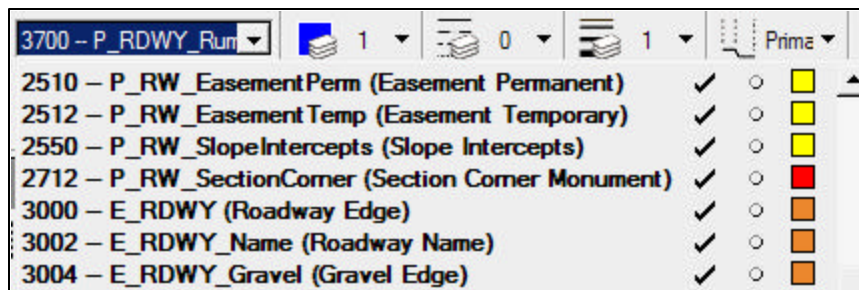 3700 – P_RDWY_Rum 1 0 1 Prima
2510 – P_RW_EasementPerm (Easement Permanent)
2512 – P_RW_EasementTemp (Easement Temporary)
2550 – P_RW_SlopeIntercepts (Slope Intercepts)
2712 – P_RW_SectionCorner (Section Corner Monument)
3000 – E_RDWY (Roadway Edge)
3002 – E_RDWY_Name (Roadway Name)
3004 – E_RDWY_Gravel (Gravel Edge)